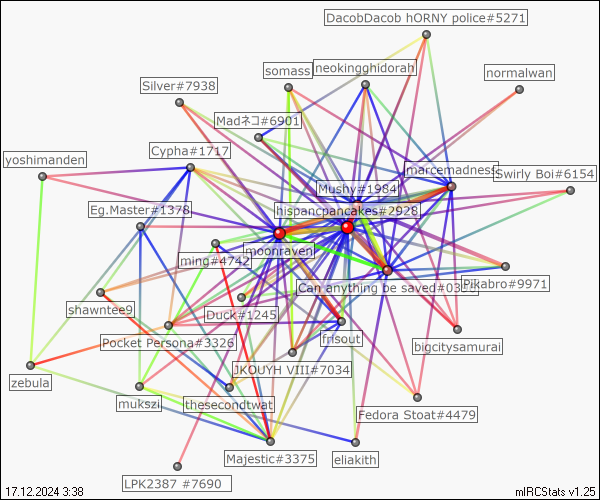 DacobDacob hORNY police#5271
somass
neokingghidorah
normalwan
Silver#7938
Madネコ#6901
Cypha#1717
yoshimanden
marcemadness
Swirly Boi#6154
Mushy#1984
Eg.Master#1378
hispancpancakes#2928
moonraven
ming#4742
Can anything be saved#0323
Pikabro#9971
shawntee9
Duck#1245
Pocket Persona#3326
frisout
bigcitysamurai
JKOUYH VIII#7034
zebula
mukszi
thesecondtwat
Fedora Stoat#4479
Majestic#3375
eliakith
LPK2387 #7690
17.12.2024 3:38
mIRCStats v1.25